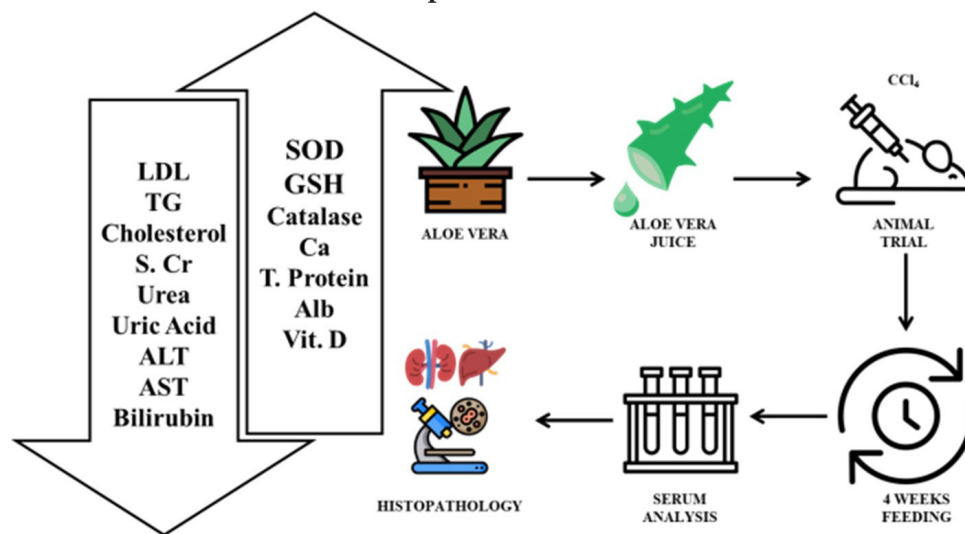 LDL
TG
Cholesterol
S. Cr
Urea
Uric Acid
ALT
AST
Bilirubin
SOD
GSH
Catalase
Ca
T. Protein
Alb
Vit. D
ALOE VERA
ALOE VERA
JUICE
CCl₄
ANIMAL
TRIAL
4 WEEKS
FEEDING
SERUM
ANALYSIS
HISTOPATHOLOGY